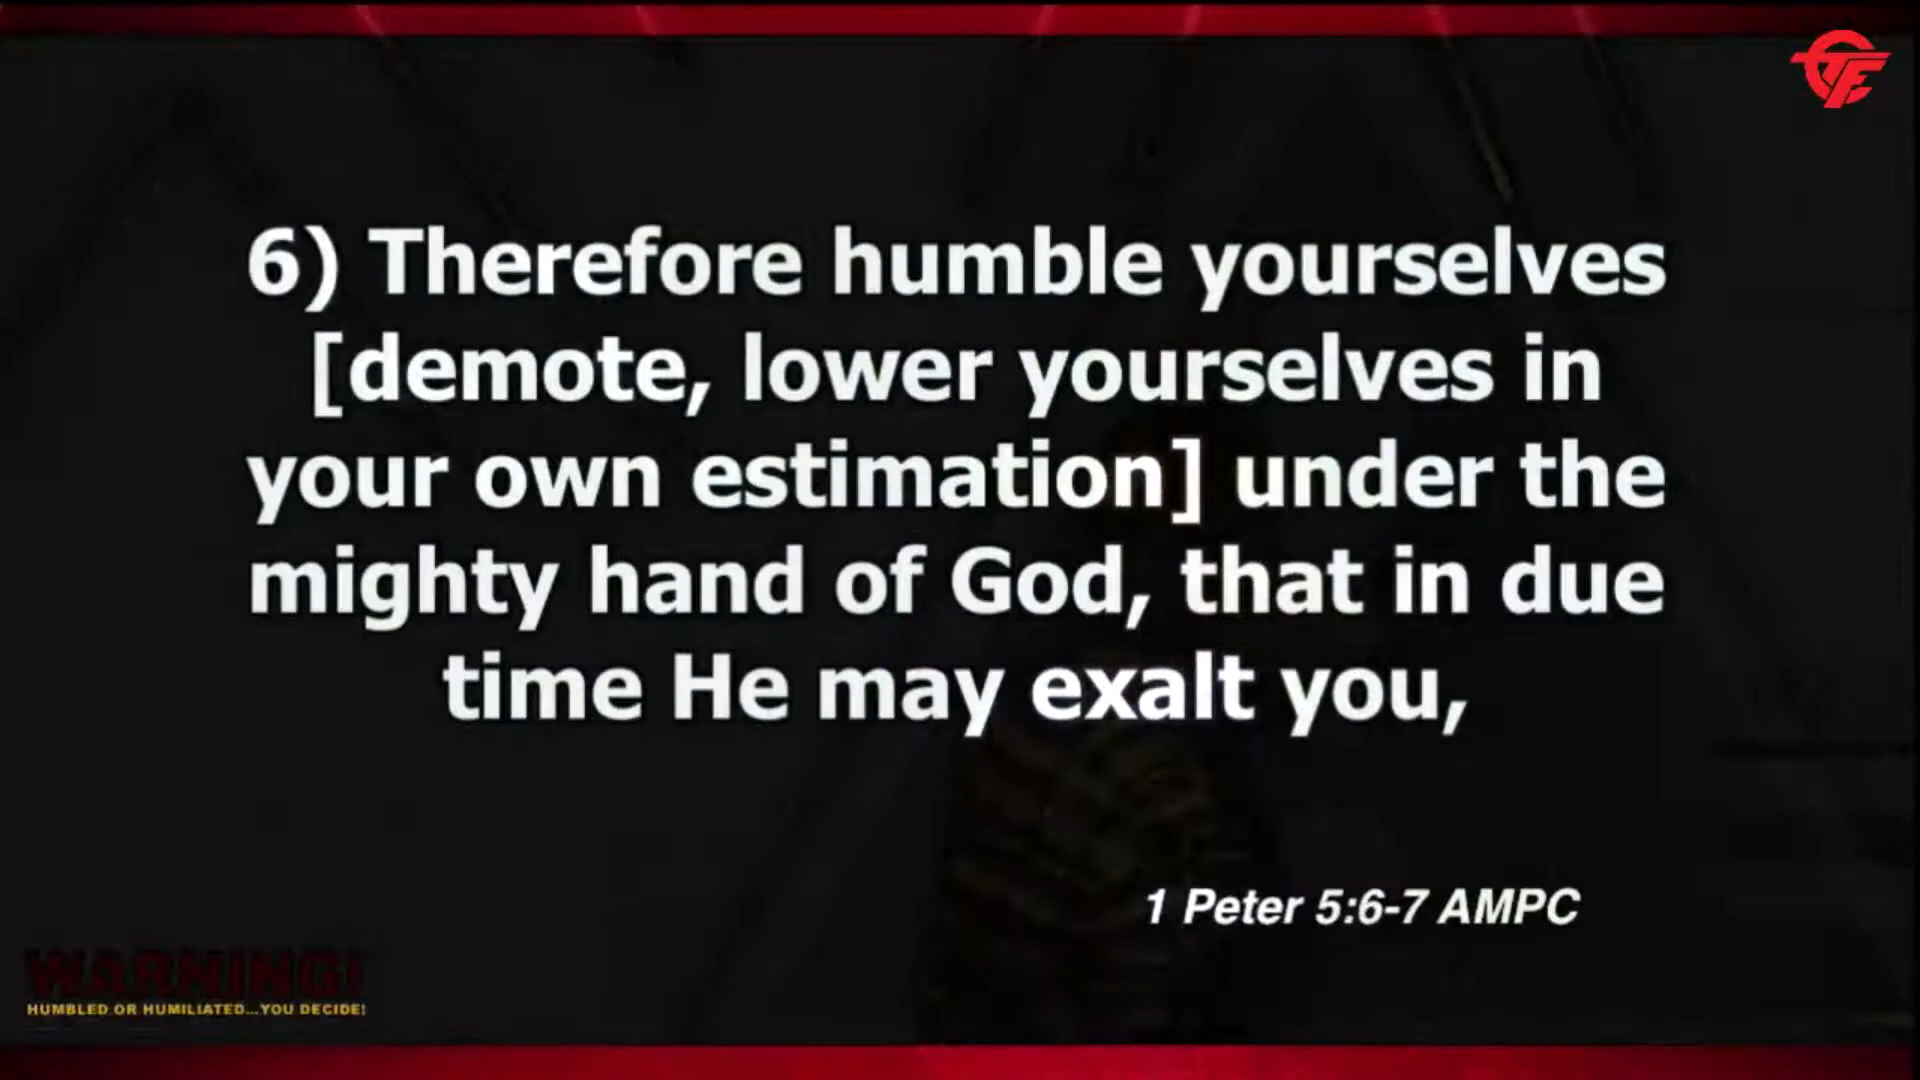 6) Therefore humble yourselves
[demote, lower yourselves in
your own estimation] under the
mighty hand of God, that in due
time He may exalt you,
1 Peter 5:6-7 AMPC
WARNING!
HUMBLED OR HUMILIATED...YOU DECIDE!